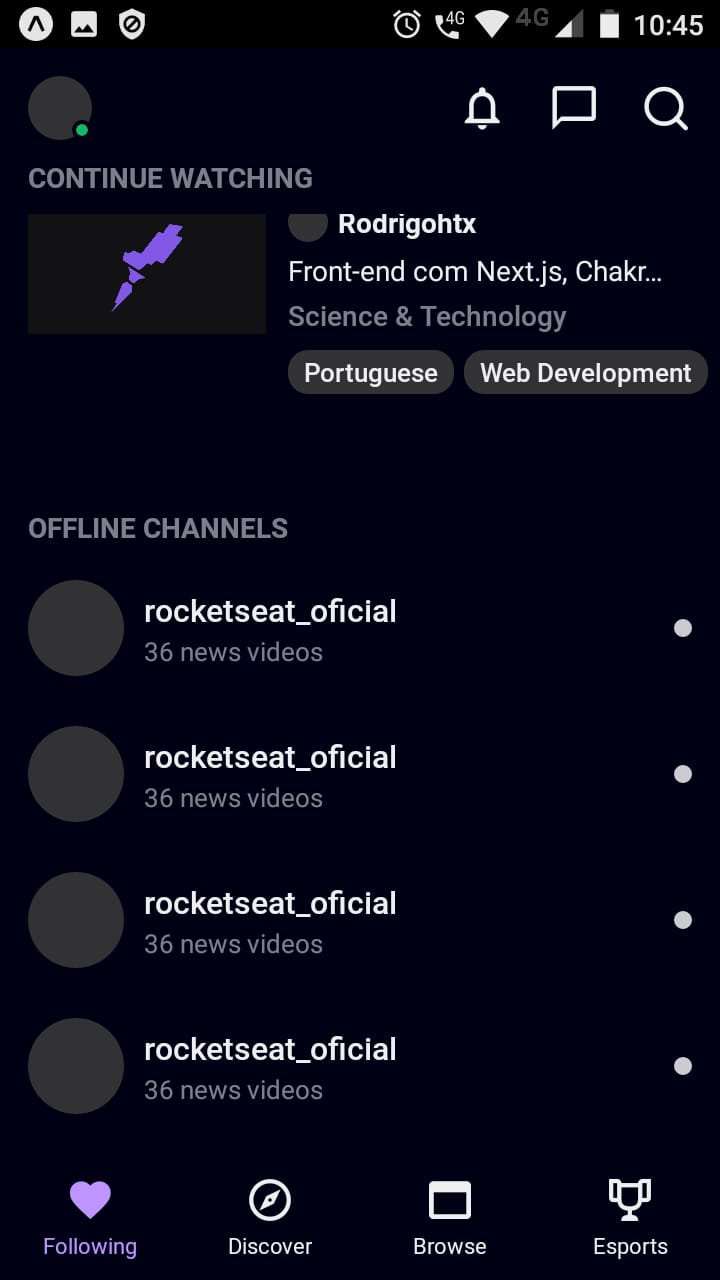 4G 4G 10:45
CONTINUE WATCHING
Rodrigohtx
Front-end com Next.js, Chakr...
Science & Technology
Portuguese Web Development
OFFLINE CHANNELS
rocketseat_oficial
36 news videos
rocketseat_oficial
36 news videos
rocketseat_oficial
36 news videos
rocketseat_oficial
36 news videos
Following Discover Browse Esports